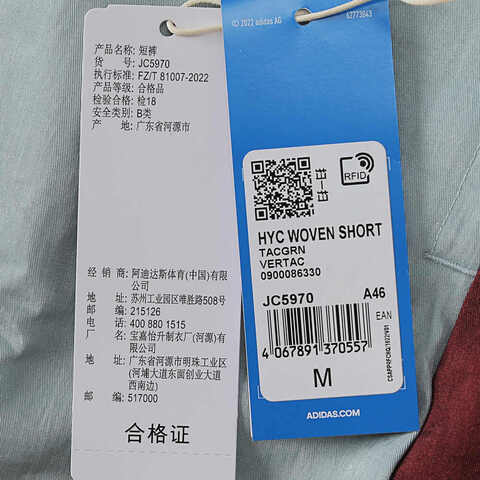 产品名称: 短裤
货 号: JC5970
执行标准: FZ/T 81007-2022
产品等级: 合格品
检验合格: 检18
安全类别: B类
产 地: 广东省河源市
经 销 商: 阿迪达斯体育(中国)有限
公司
地 址: 苏州工业园区唯胜路508号
邮 编: 215126
电 话: 400 880 1515
厂 名: 宝嘉怡升制衣厂(河源)有
限公司
地 址: 广东省河源市明珠工业区
(河埔大道东面创业大道
西南边)
邮 编: 517000
合格证
© 2022 adidas AG
62773643
RFID
HYC WOVEN SHORT
TACGRN
VERTAC
0900086330
JC5970 A46
EAN
4 067891 370557
M
ADIDAS.COM